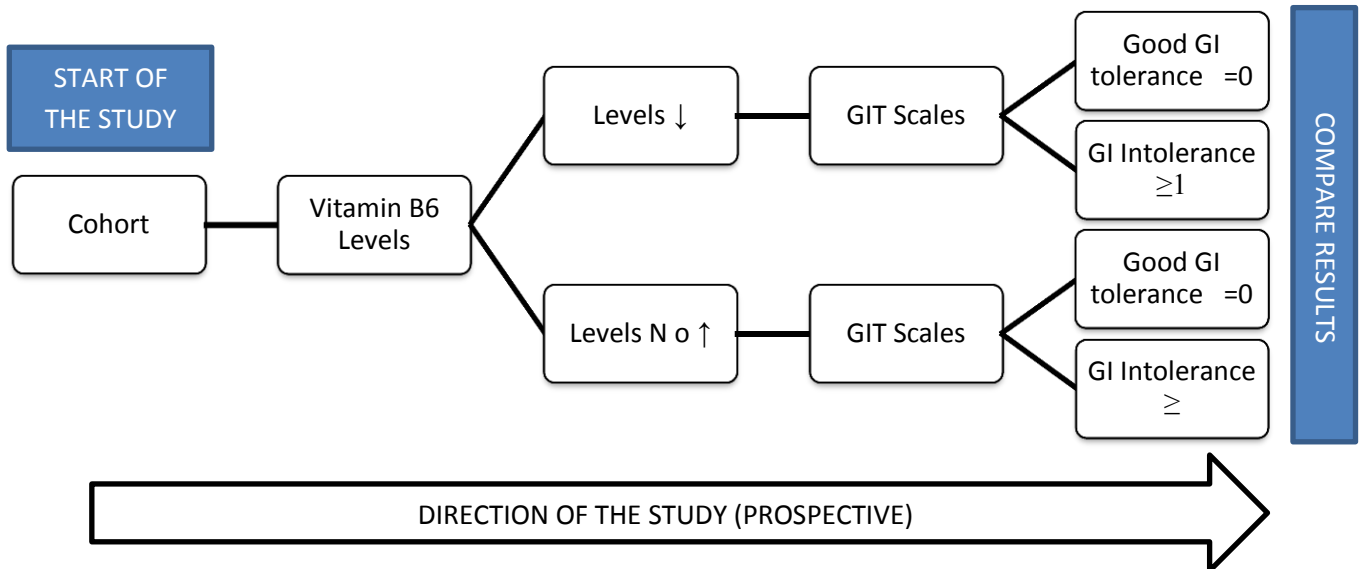 START OF
THE STUDY
Cohort
Vitamin B6
Levels
Levels ↓
GIT Scales
Good GI
tolerance =0
GI Intolerance
≥1
Levels N o ↑
GIT Scales
Good GI
tolerance =0
GI Intolerance
≥
COMPARE RESULTS
DIRECTION OF THE STUDY (PROSPECTIVE)